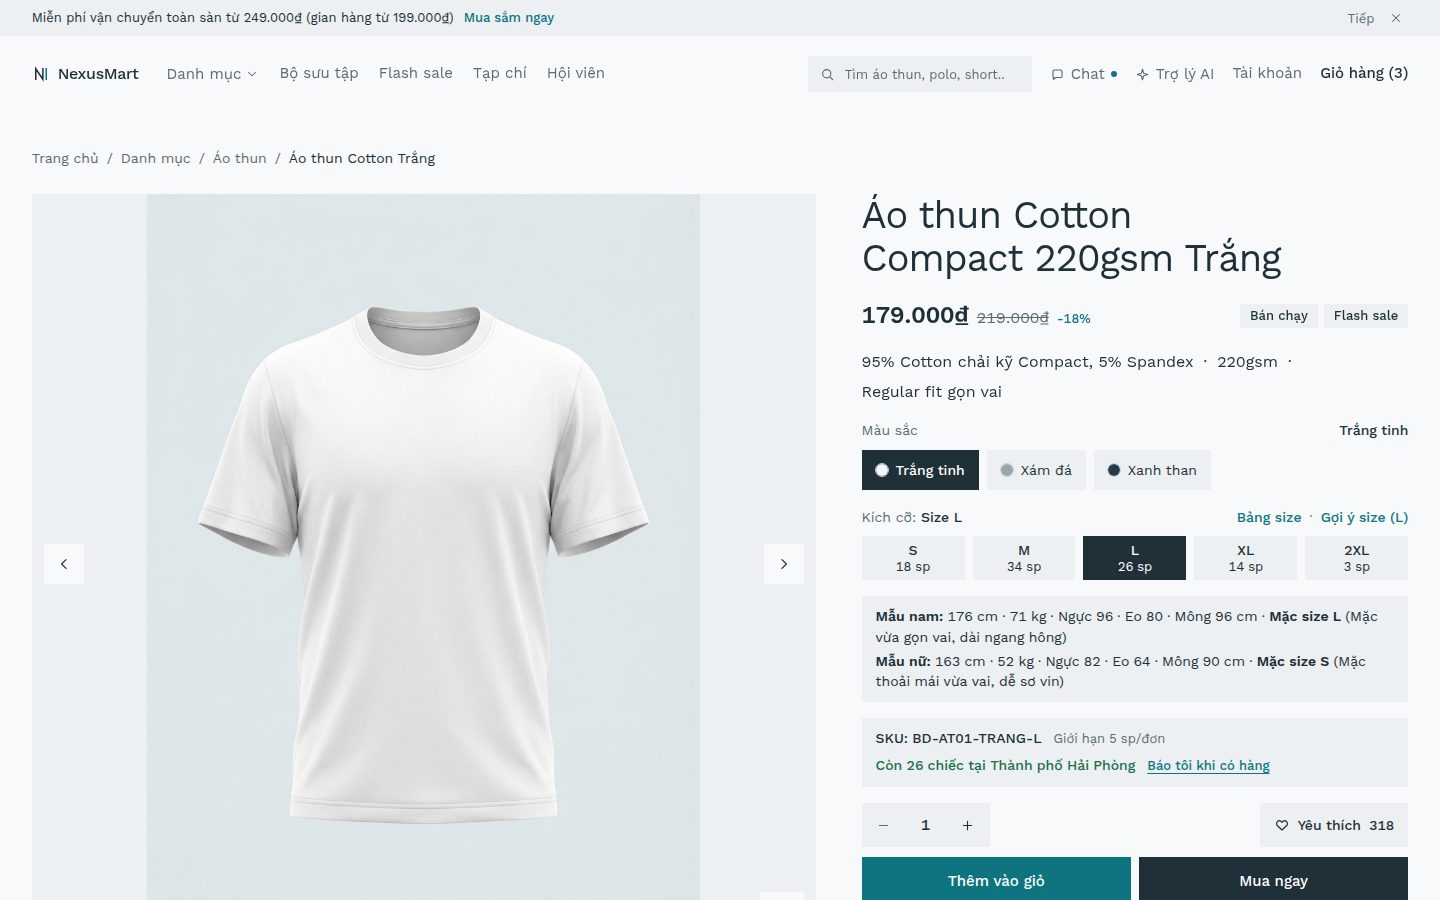 Miễn phí vận chuyển toàn sàn từ 249.000₫ (gian hàng từ 199.000₫) Mua sắm ngay
Tiếp
NexusMart
Danh mục
Bộ sưu tập
Flash sale
Tạp chí
Hội viên
Tìm áo thun, polo, short..
Chat
Trợ lý AI
Tài khoản
Giỏ hàng (3)
Trang chủ / Danh mục / Áo thun / Áo thun Cotton Trắng
Áo thun Cotton
Compact 220gsm Trắng
179.000₫ 219.000₫ -18%
Bán chạy
Flash sale
95% Cotton chải kỹ Compact, 5% Spandex · 220gsm ·
Regular fit gọn vai
Màu sắc
Trắng tinh
Trắng tinh
Xám đá
Xanh than
Kích cỡ: Size L
Bảng size · Gợi ý size (L)
S
18 sp
M
34 sp
L
26 sp
XL
14 sp
2XL
3 sp
Mẫu nam: 176 cm · 71 kg · Ngực 96 · Eo 80 · Mông 96 cm · Mặc size L (Mặc
vừa gọn vai, dài ngang hông)
Mẫu nữ: 163 cm · 52 kg · Ngực 82 · Eo 64 · Mông 90 cm · Mặc size S (Mặc
thoải mái vừa vai, dễ sơ vin)
SKU: BD-AT01-TRANG-L Giới hạn 5 sp/đơn
Còn 26 chiếc tại Thành phố Hải Phòng Báo tôi khi có hàng
− 1 +
Yêu thích 318
Thêm vào giỏ
Mua ngay